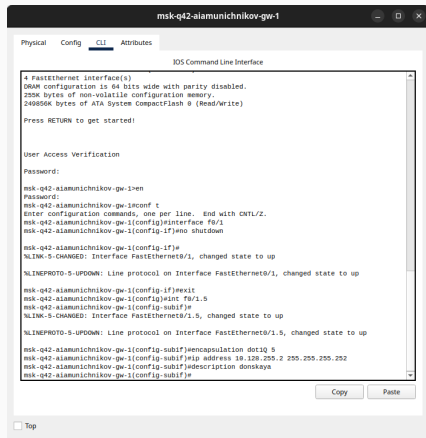 msk-q42-aiamunichnikov-gw-1
Physical Config CLI Attributes
IOS Command Line Interface
4 FastEthernet interface(s)
DRAM configuration is 64 bits wide with parity disabled.
255K bytes of non-volatile configuration memory.
249856K bytes of ATA System CompactFlash 0 (Read/Write)
Press RETURN to get started!
User Access Verification
Password:
msk-q42-aiamunichnikov-gw-1>en
Password:
msk-q42-aiamunichnikov-gw-1#conf t
Enter configuration commands, one per line. End with CNTL/Z.
msk-q42-aiamunichnikov-gw-1(config)#interface f0/1
msk-q42-aiamunichnikov-gw-1(config-if)#no shutdown
msk-q42-aiamunichnikov-gw-1(config-if)#
%LINK-5-CHANGED: Interface FastEthernet0/1, changed state to up
%LINEPROTO-5-UPDOWN: Line protocol on Interface FastEthernet0/1, changed state to up
msk-q42-aiamunichnikov-gw-1(config-if)#exit
msk-q42-aiamunichnikov-gw-1(config)#int f0/1.5
msk-q42-aiamunichnikov-gw-1(config-subif)#
%LINK-5-CHANGED: Interface FastEthernet0/1.5, changed state to up
%LINEPROTO-5-UPDOWN: Line protocol on Interface FastEthernet0/1.5, changed state to up
msk-q42-aiamunichnikov-gw-1(config-subif)#encapsulation dot1Q 5
msk-q42-aiamunichnikov-gw-1(config-subif)#ip address 10.128.255.2 255.255.255.252
msk-q42-aiamunichnikov-gw-1(config-subif)#description donskaya
msk-q42-aiamunichnikov-gw-1(config-subif)#
Copy Paste
Top